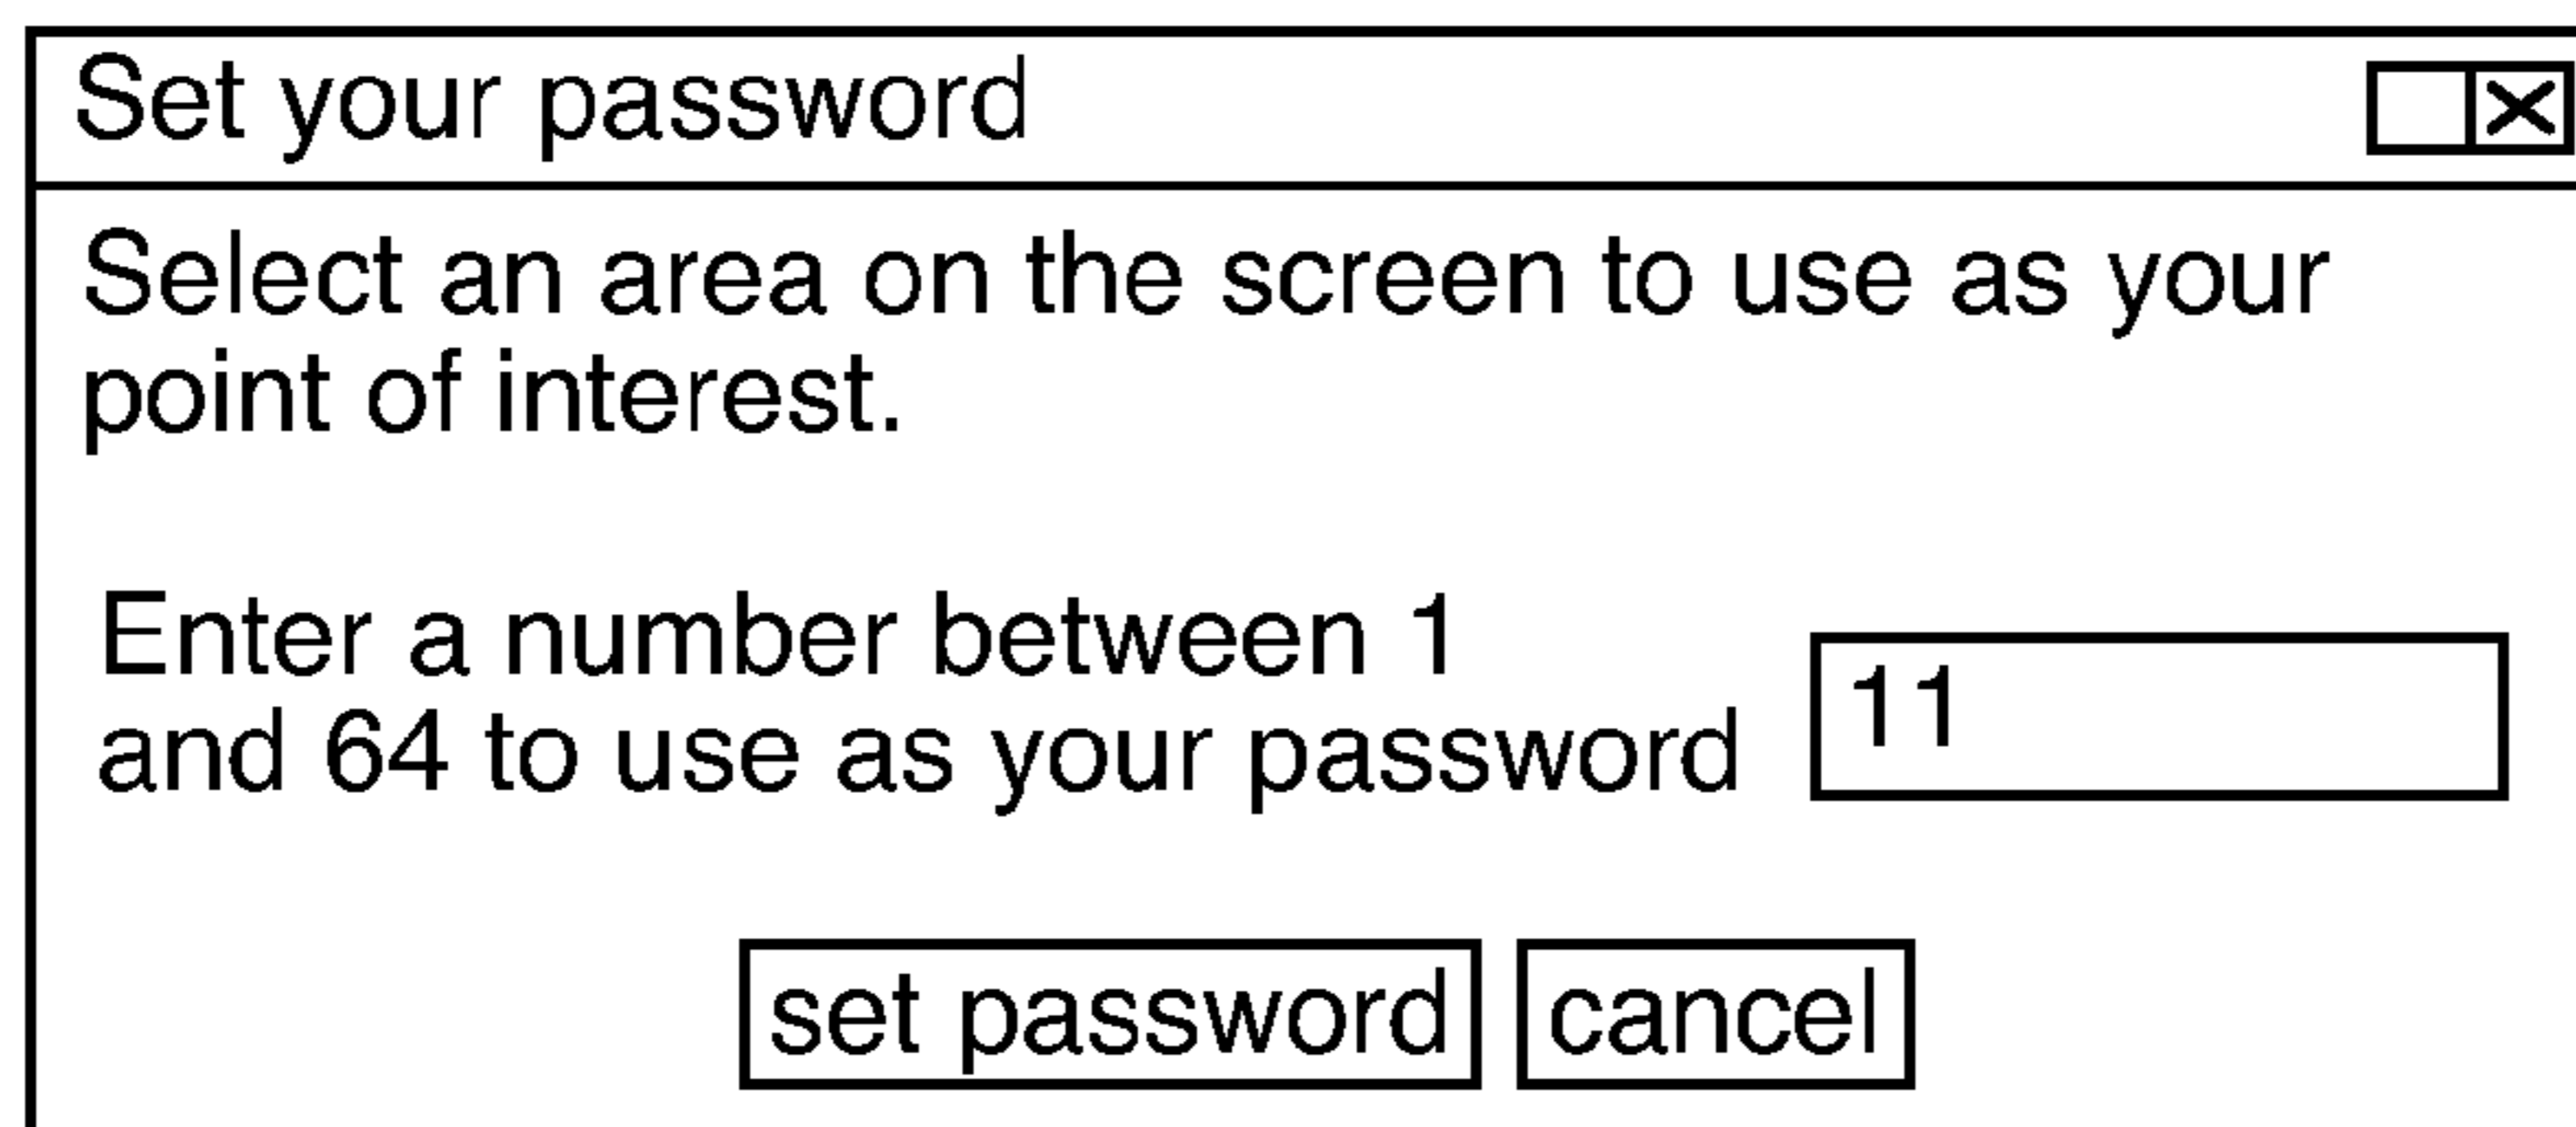 Set your password
Select an area on the screen to use as your
point of interest.
Enter a number between 1
and 64 to use as your password
11
set password
cancel